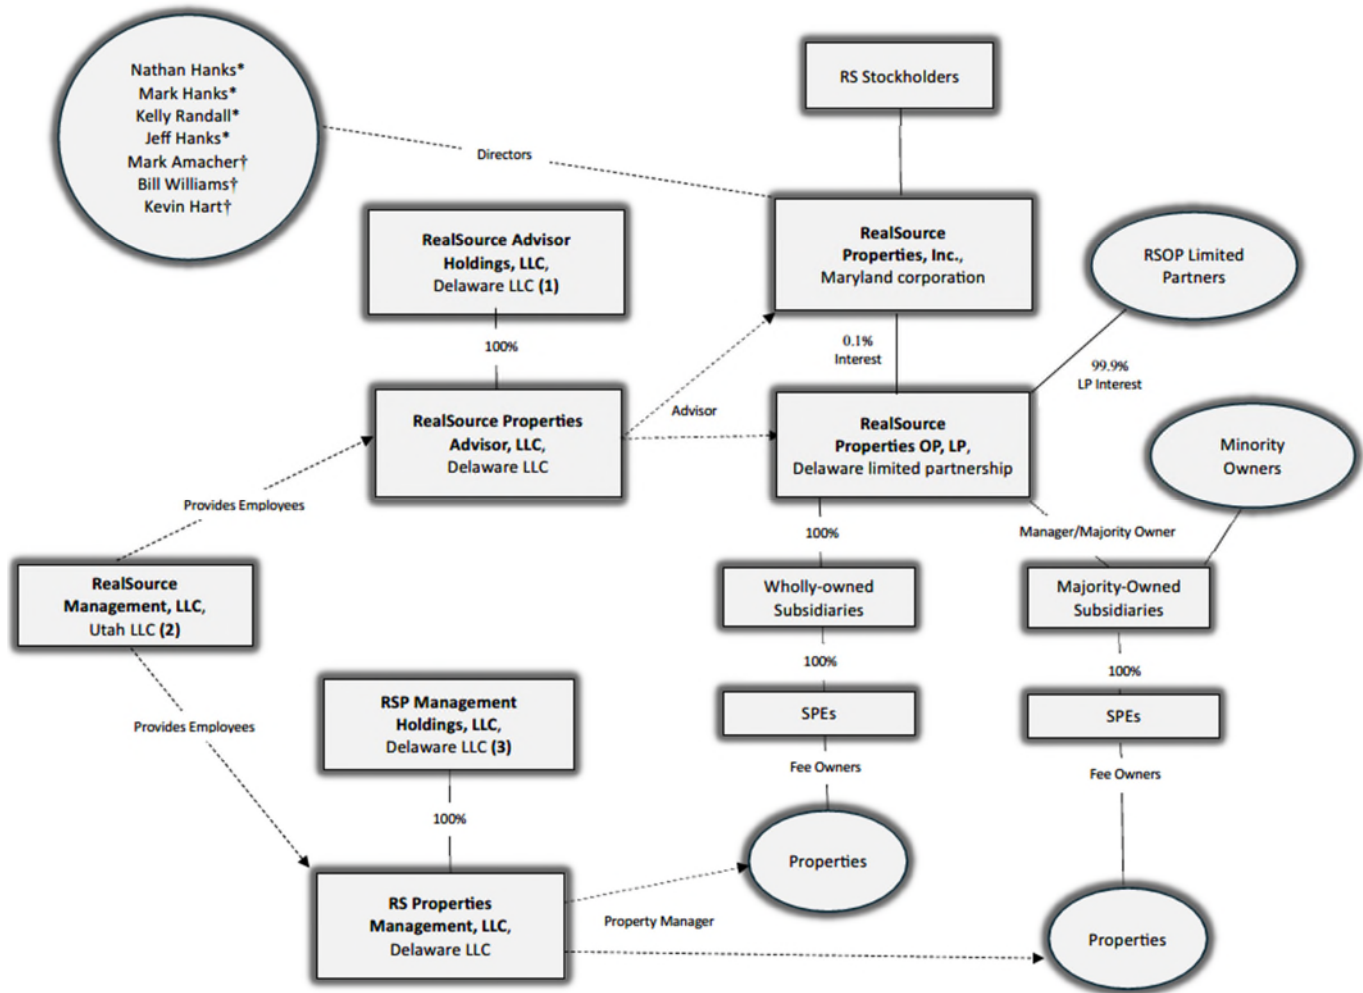 Nathan Hanks*
Mark Hanks*
Kelly Randall*
Jeff Hanks*
Mark Amacher†
Bill Williams†
Kevin Hart†
Directors
RS Stockholders
RealSource Advisor
Holdings, LLC,
Delaware LLC (1)
RealSource
Properties, Inc.,
Maryland corporation
RSOP Limited
Partners
100%
0.1%
Interest
99.9%
LP Interest
RealSource Properties
Advisor, LLC,
Delaware LLC
Advisor
RealSource
Properties OP, LP,
Delaware limited partnership
Minority
Owners
Provides Employees
100%
Manager/Majority Owner
RealSource
Management, LLC,
Utah LLC (2)
Wholly-owned
Subsidiaries
Majority-Owned
Subsidiaries
100%
100%
Provides Employees
RSP Management
Holdings, LLC,
Delaware LLC (3)
SPEs
SPEs
Fee Owners
Fee Owners
100%
Properties
RS Properties
Management, LLC,
Delaware LLC
Property Manager
Properties